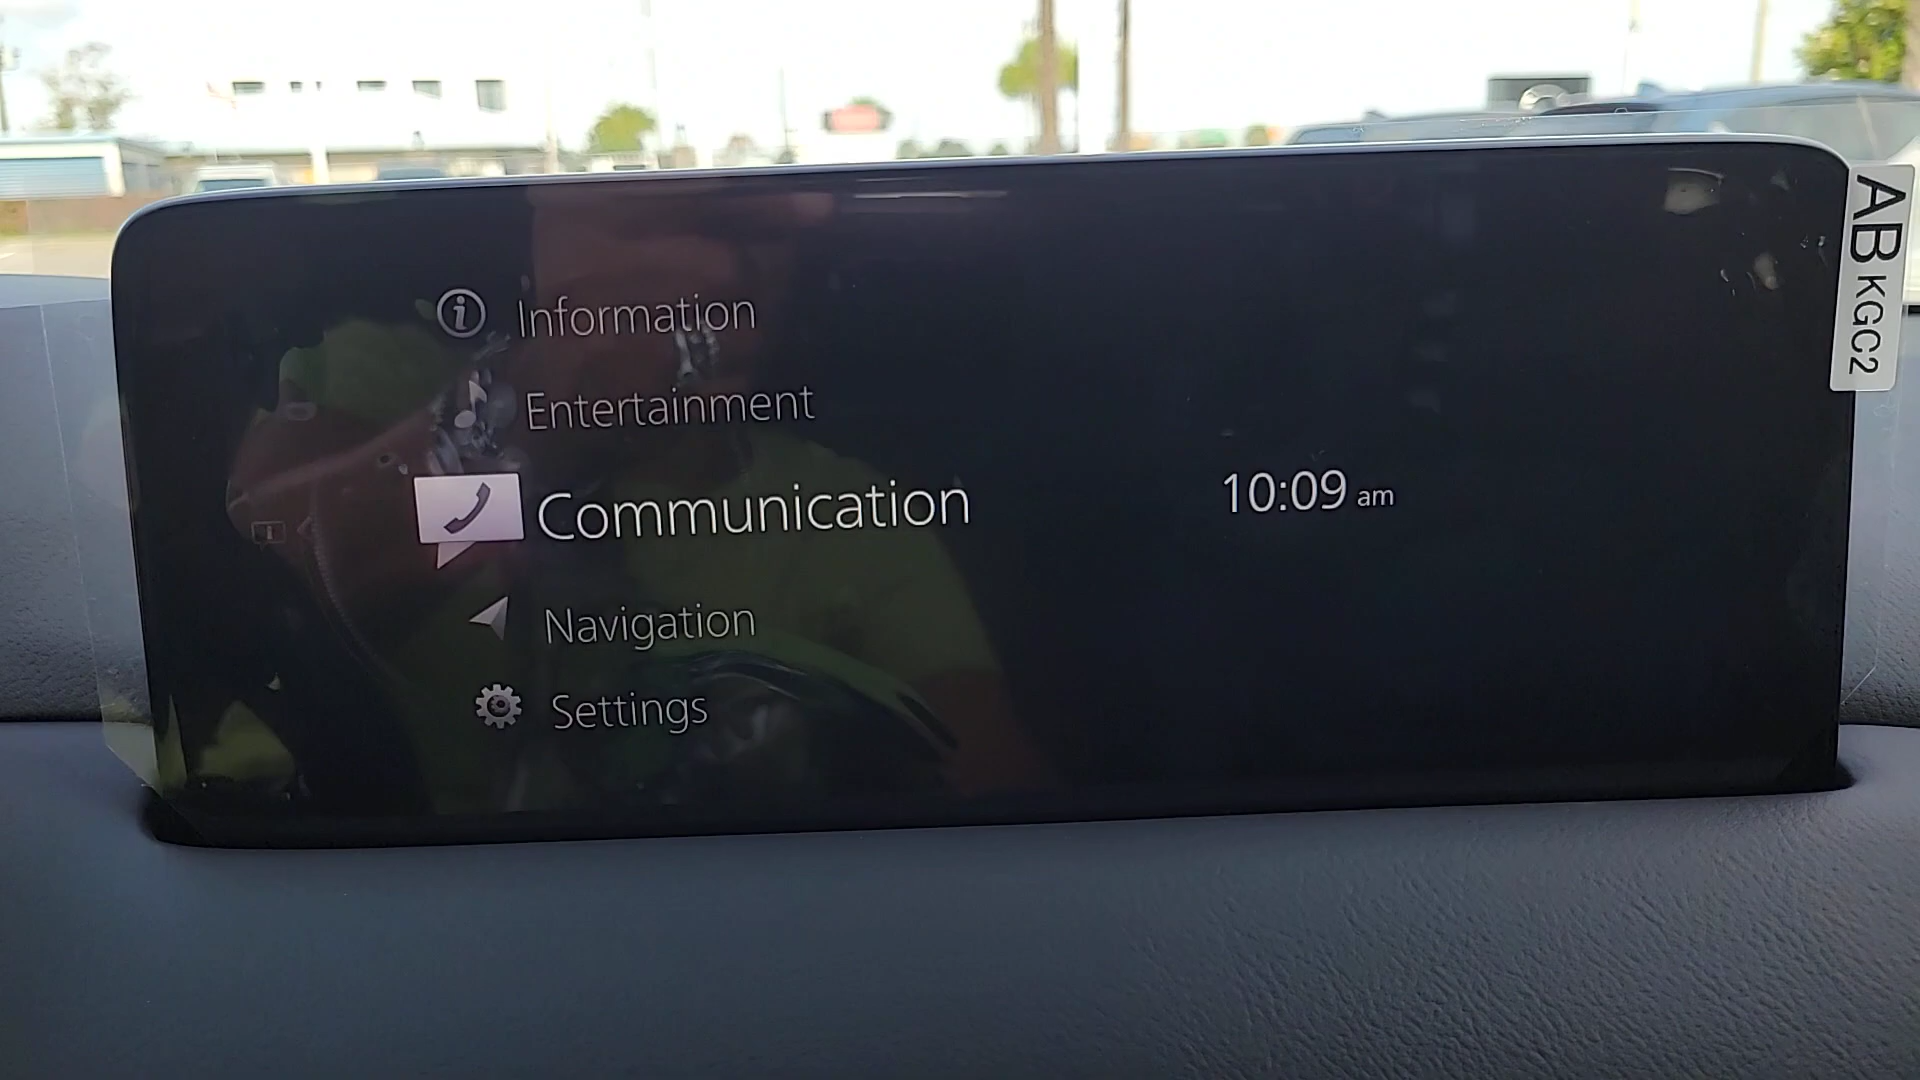 Information
Entertainment
Communication
10:09 am
Navigation
Settings
AB KGC2